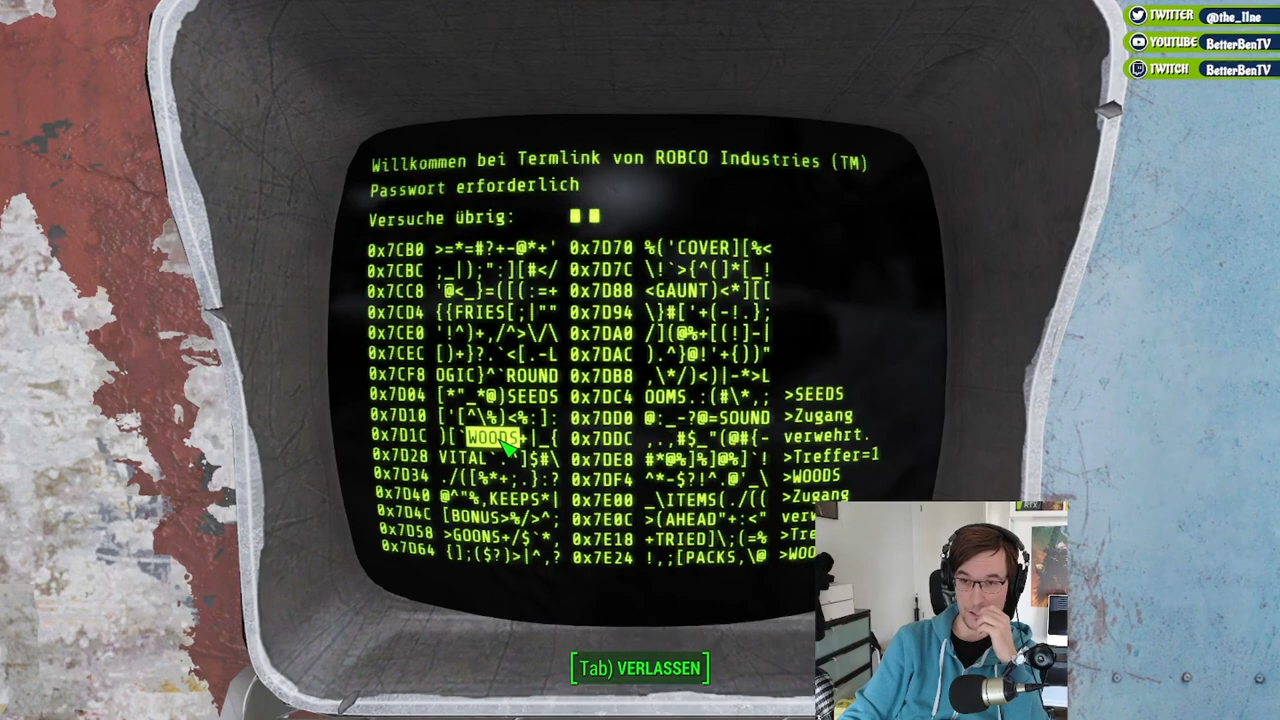 TWITTER @the_11ne
YOUTUBE BetterBenTV
TWITCH BetterBenTV
Willkommen bei Termlink von ROBCO Industries (TM)
Passwort erforderlich
Versuche übrig:
0x7CB0 >=*=#?+-@*+' 0x7D70 %('COVER][%<
0x7CBC ;_|);":][#</ 0x7D7C \!`>{^(]*[_!
0x7CC8 '@<_}=([(:=+ 0x7D88 <GAUNT)<*][[
0x7CD4 {{FRIES[;|"" 0x7D94 \}#['+(-!.};
0x7CE0 '!^)+,/^>\/\ 0x7DA0 /](@%+[(!]-|
0x7CEC [)+}?.`<[.-L 0x7DAC ).^}@!'+{))"
0x7CF8 OGIC}^`ROUND 0x7DB8 ,\*/)<)|-*>L
0x7D04 [*"_*@)SEEDS 0x7DC4 OOMS.:(#\*,; >SEEDS
0x7D10 ['[^\%)<%:]: 0x7DD0 @:_-?@=SOUND >Zugang
0x7D1C )[`WOODS+|_{ 0x7DDC ,.,#$_"(@#{- verwehrt.
0x7D28 VITAL 0x7DE8 #*@%]%]@%]`! >Treffer=1
0x7D34 ./([%*+;.}:? 0x7DF4 ^*-$?!^.@'_\ >WOODS
0x7D40 @^"%,KEEPS*| 0x7E00 _\ITEMS(./(( >Zugang
0x7D4C [BONUS>%/>^; 0x7E0C >(AHEAD"+:<"
0x7D58 >GOONS+/$`*, 0x7E18 +TRIED]\;(=%
0x7D64 {];($?)>|^,? 0x7E24 !,;[PACKS,\@
Tab) VERLASSEN